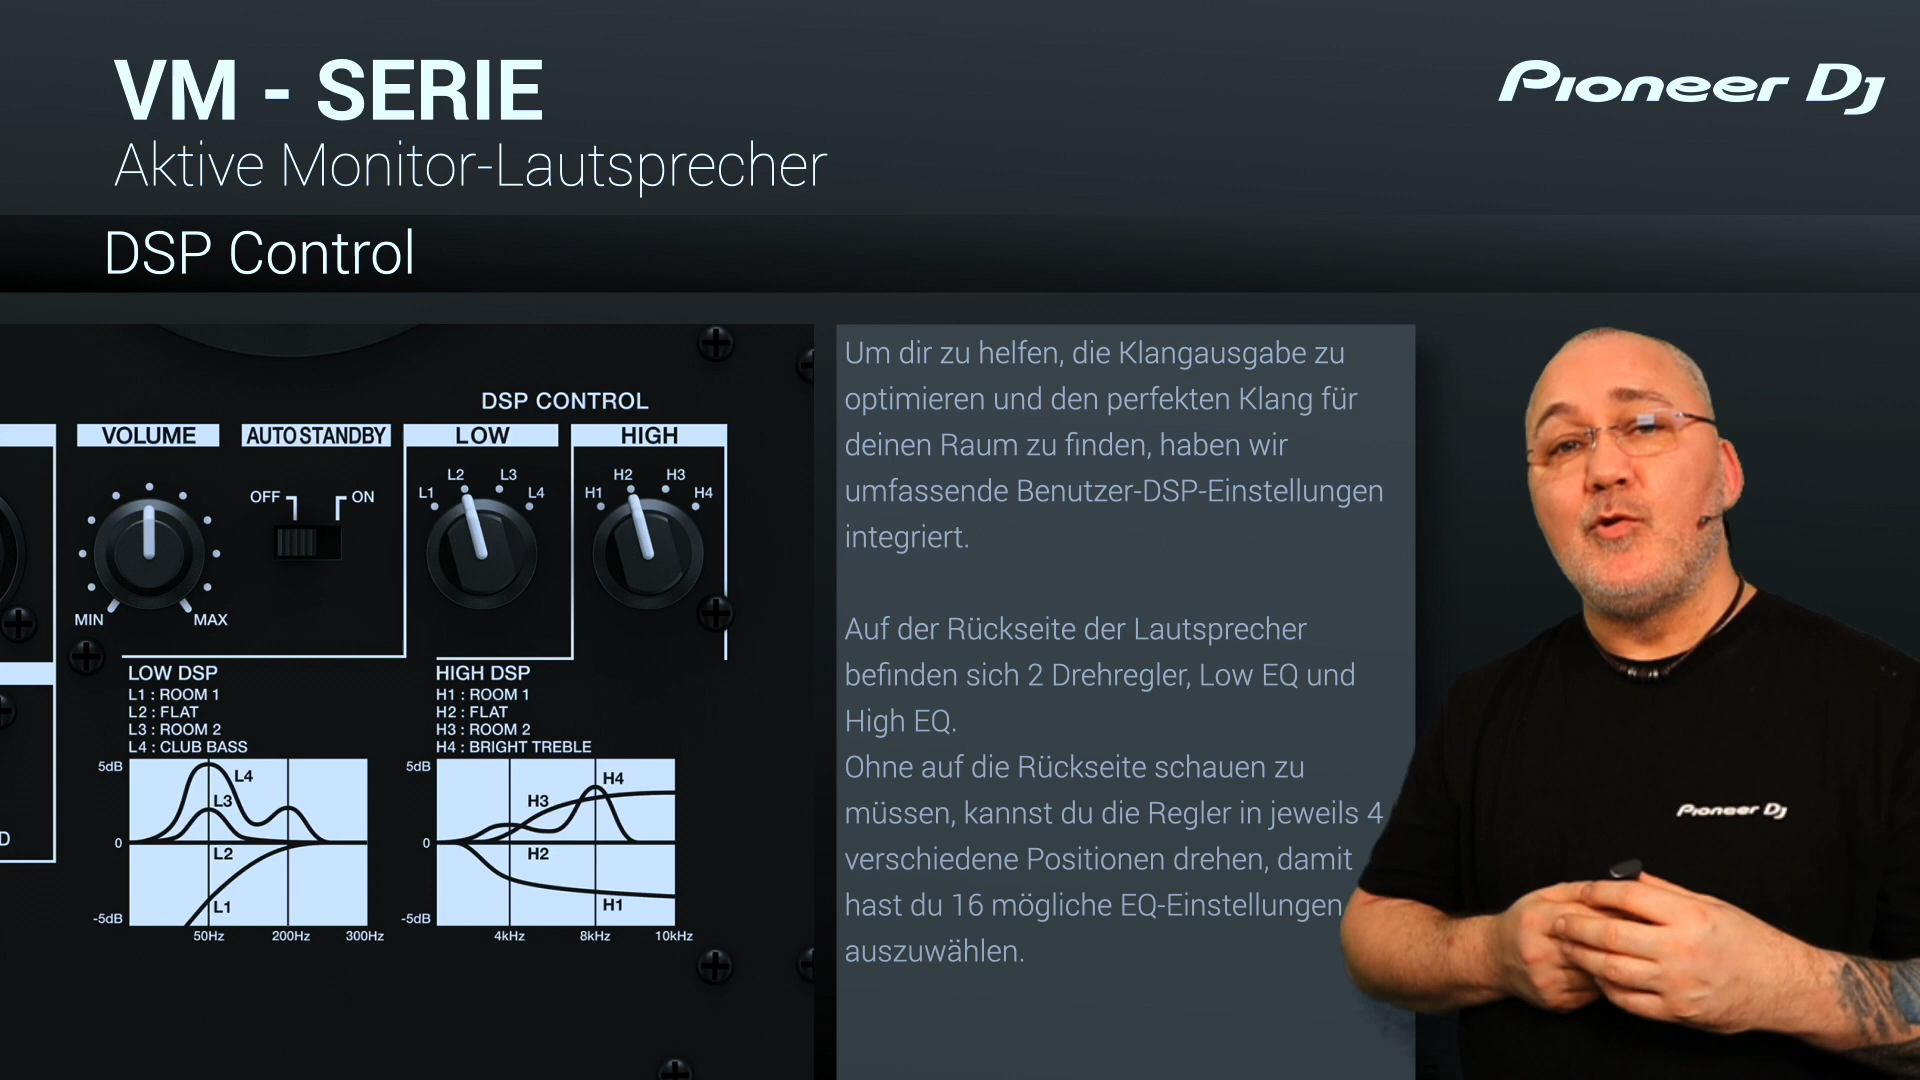 VM - SERIE
Aktive Monitor-Lautsprecher
Pioneer Dj
DSP Control
DSP CONTROL
VOLUME
AUTO STANDBY
LOW
HIGH
MIN
MAX
OFF
ON
L1
L2
L3
L4
H1
H2
H3
H4
D
LOW DSP
L1 : ROOM 1
L2 : FLAT
L3 : ROOM 2
L4 : CLUB BASS
HIGH DSP
H1 : ROOM 1
H2 : FLAT
H3 : ROOM 2
H4 : BRIGHT TREBLE
5dB
0
-5dB
L4
L3
L2
L1
50Hz
200Hz
300Hz
5dB
0
-5dB
H4
H3
H2
H1
4kHz
8kHz
10kHz
Um dir zu helfen, die Klangausgabe zu
optimieren und den perfekten Klang für
deinen Raum zu finden, haben wir
umfassende Benutzer-DSP-Einstellungen
integriert.
Auf der Rückseite der Lautsprecher
befinden sich 2 Drehregler, Low EQ und
High EQ.
Ohne auf die Rückseite schauen zu
müssen, kannst du die Regler in jeweils 4
verschiedene Positionen drehen, damit
hast du 16 mögliche EQ-Einstellungen
auszuwählen.
Pioneer Dj